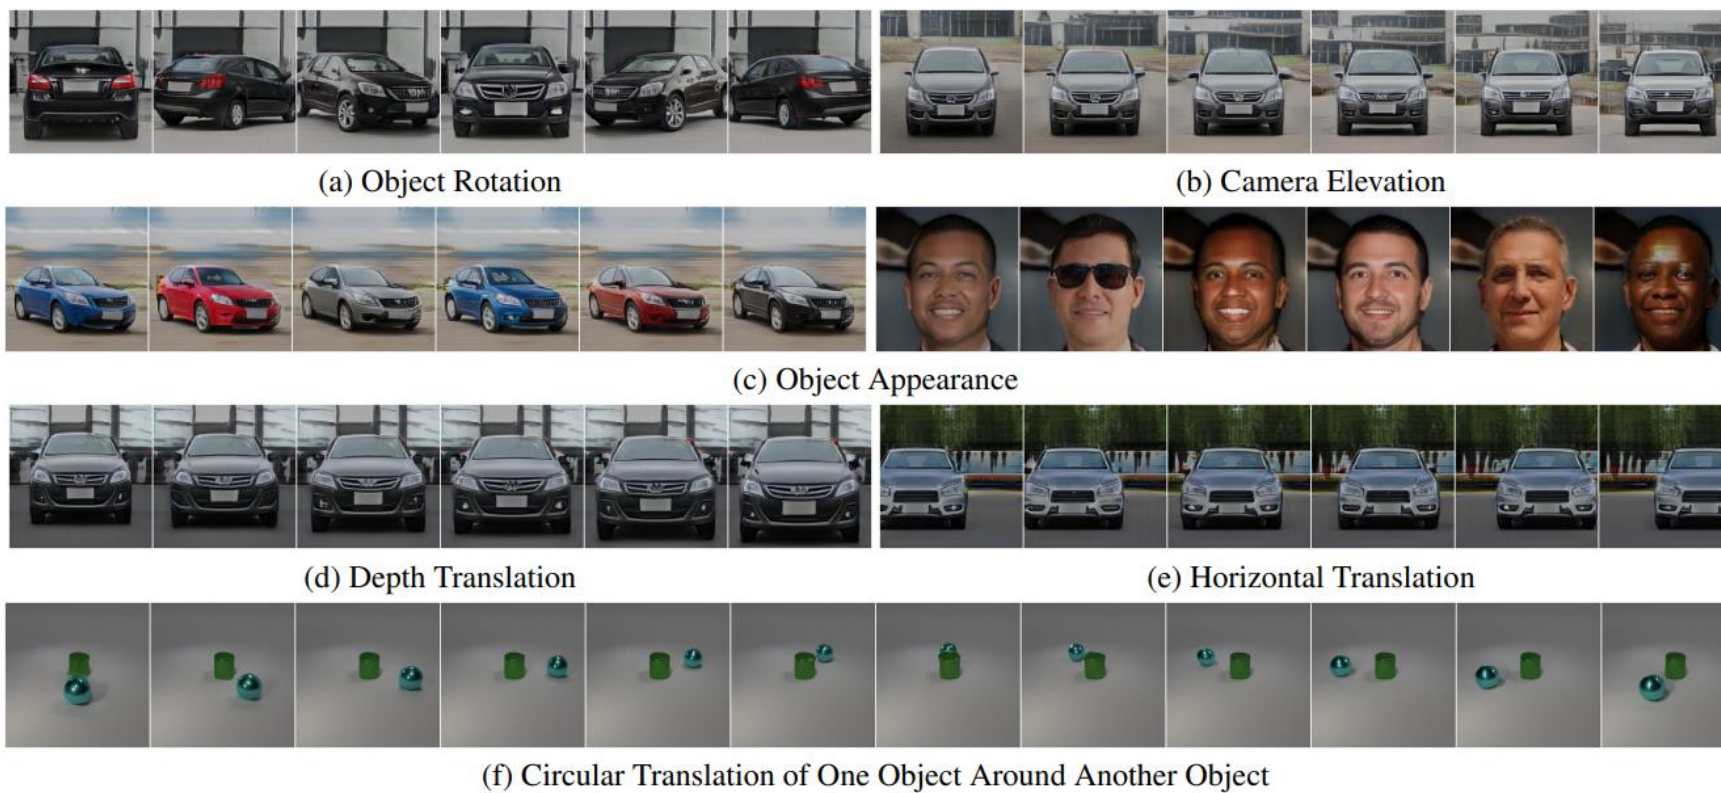 (a) Object Rotation
(b) Camera Elevation
(c) Object Appearance
(d) Depth Translation
(e) Horizontal Translation
(f) Circular Translation of One Object Around Another Object